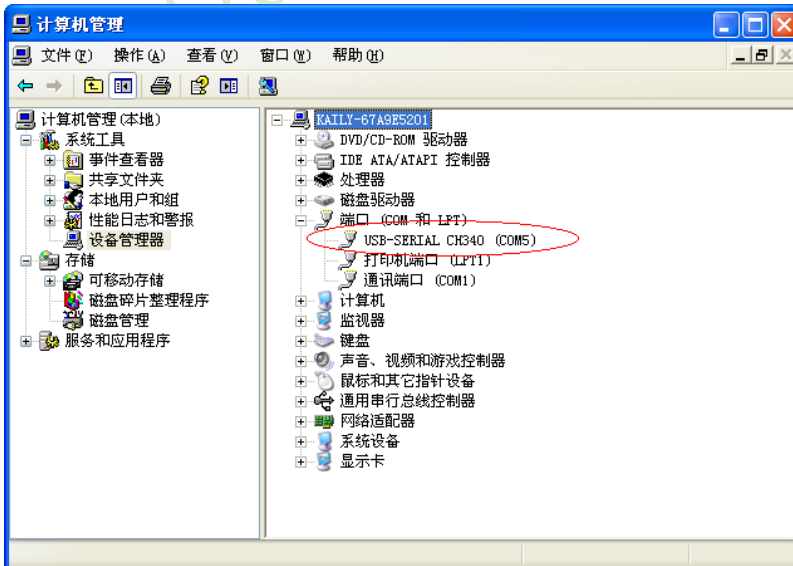 计算机管理
文件(F) 操作(A) 查看(V) 窗口(W) 帮助(H)
计算机管理(本地)
系统工具
事件查看器
共享文件夹
本地用户和组
性能日志和警报
设备管理器
存储
可移动存储
磁盘碎片整理程序
磁盘管理
服务和应用程序
KAILY-67A9E5201
DVD/CD-ROM 驱动器
IDE ATA/ATAPI 控制器
处理器
磁盘驱动器
端口 (COM 和 LPT)
USB-SERIAL CH340 (COM5)
打印机端口 (LPT1)
通讯端口 (COM1)
计算机
监视器
键盘
声音、视频和游戏控制器
鼠标和其它指针设备
通用串行总线控制器
网络适配器
系统设备
显示卡